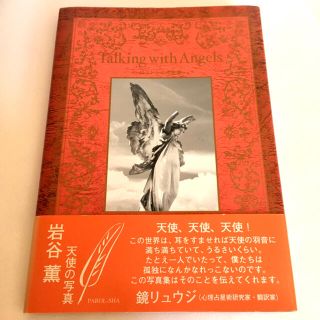 Talking with Angels
岩谷薫
天使の写真
PAROL-SHA
天使、天使、天使!
この世界は、耳をすませれば天使の羽音に
満ち満ちていて、うるさいくらい。
たとえ一人でいたって、僕たちは
孤独になんかなれっこないのです。
この写真集はそのことを伝えてくれます。
鏡リュウジ(心理占星術研究家・翻訳家)